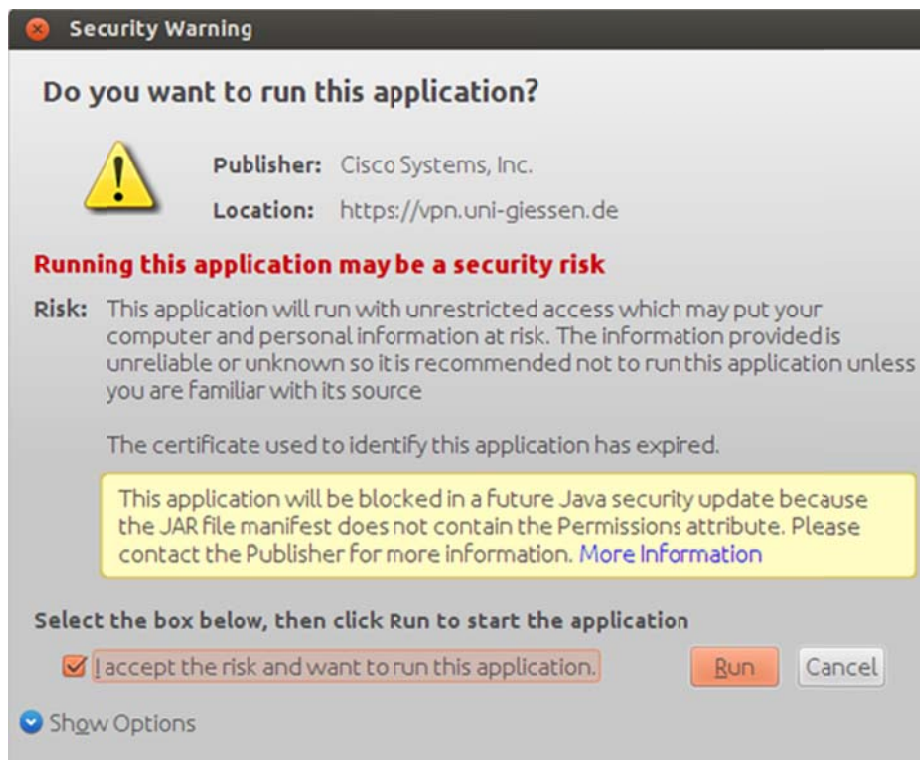 Security Warning
Do you want to run this application?
Publisher: Cisco Systems, Inc.
Location: https://vpn.uni-giessen.de
Running this application may be a security risk
Risk: This application will run with unrestricted access which may put your
computer and personal information at risk. The information provided is
unreliable or unknown so it is recommended not to run this application unless
you are familiar with its source
The certificate used to identify this application has expired.
This application will be blocked in a future Java security update because
the JAR file manifest does not contain the Permissions attribute. Please
contact the Publisher for more information. More Information
Select the box below, then click Run to start the application
I accept the risk and want to run this application. Run Cancel
Show Options